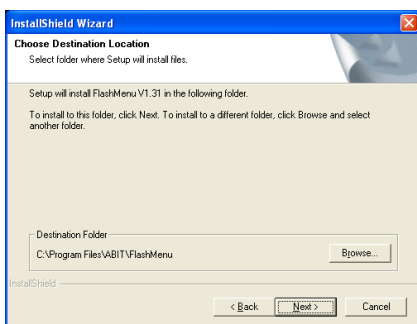 InstallShield Wizard
Choose Destination Location
Select folder where Setup will install files.
Setup will install FlashMenu V1.31 in the following folder.
To install to this folder, click Next. To install to a different folder, click Browse and select
another folder.
Destination Folder
C:\Program Files\ABIT\FlashMenu
Browse...
InstallShield
< Back
Next >
Cancel